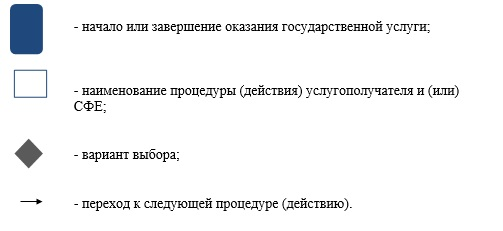 - начало или завершение оказания государственной услуги;
- наименование процедуры (действия) услугополучателя и (или)
СФЕ;
- вариант выбора;
- переход к следующей процедуре (действию).